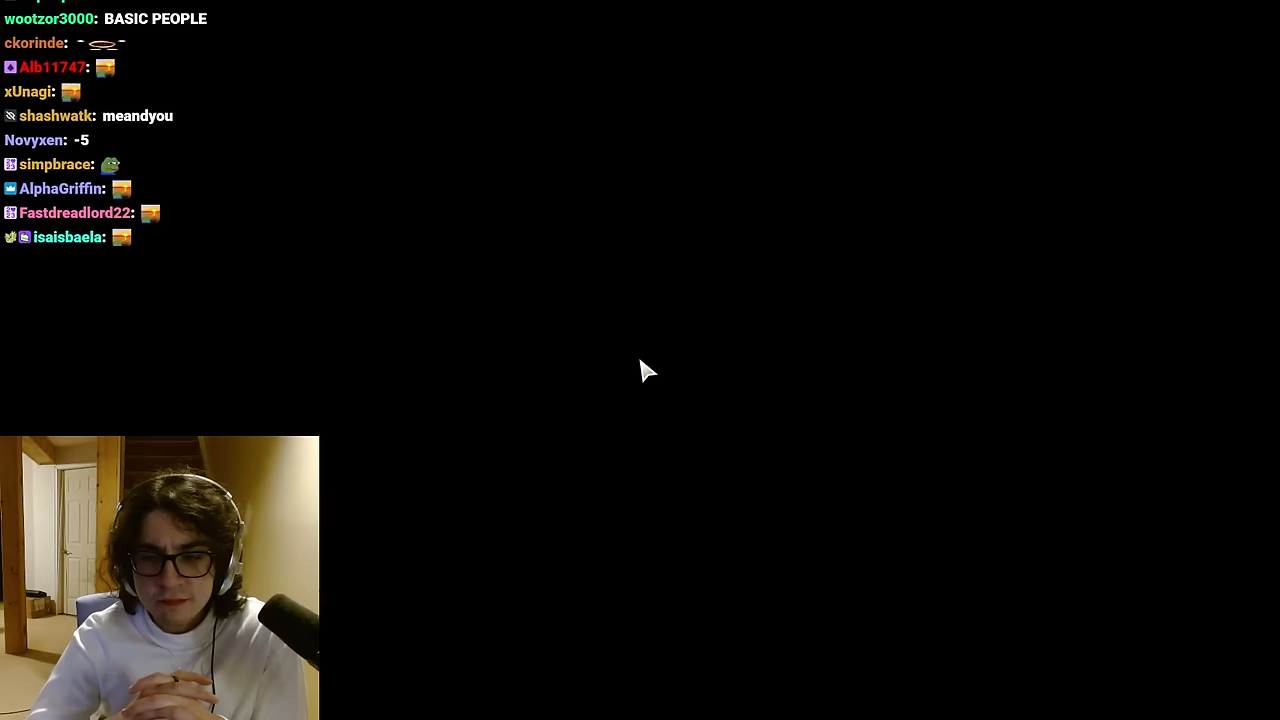 wootzor3000: BASIC PEOPLE
ckorinde:
Alb11747:
xUnagi:
shashwatk: meandyou
Novyxen: -5
simpbrace:
AlphaGriffin:
Fastdreadlord22:
isaisbaela: